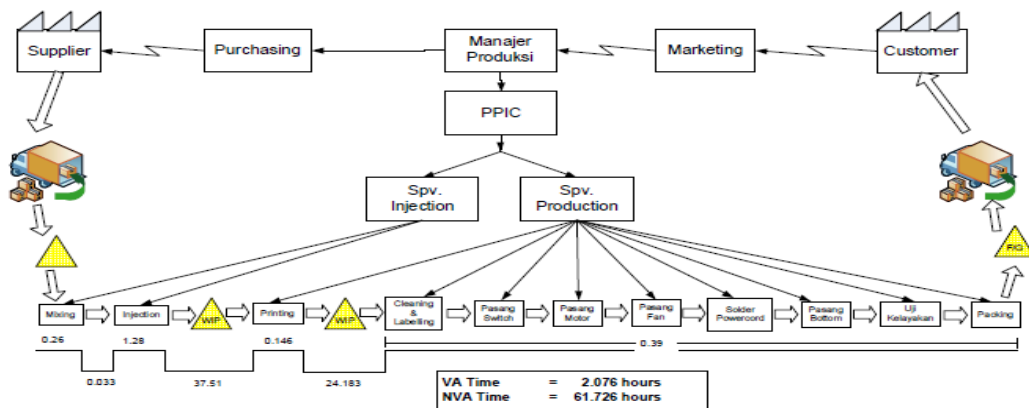 Supplier
Purchasing
Manajer
Produksi
Marketing
Customer
PPIC
Spv.
Injection
Spv.
Production
F/G
Mixing
Injection
WIP
Printing
WIP
Cleaning
&
Labelling
Pasang
Switch
Pasang
Motor
Pasang
Fan
Solder
Powercord
Pasang
Bottom
Uji
Kelayakan
Packing
0.26
1.28
0.146
0.39
0.033
37.51
24.183
VA Time = 2.076 hours
NVA Time = 61.726 hours